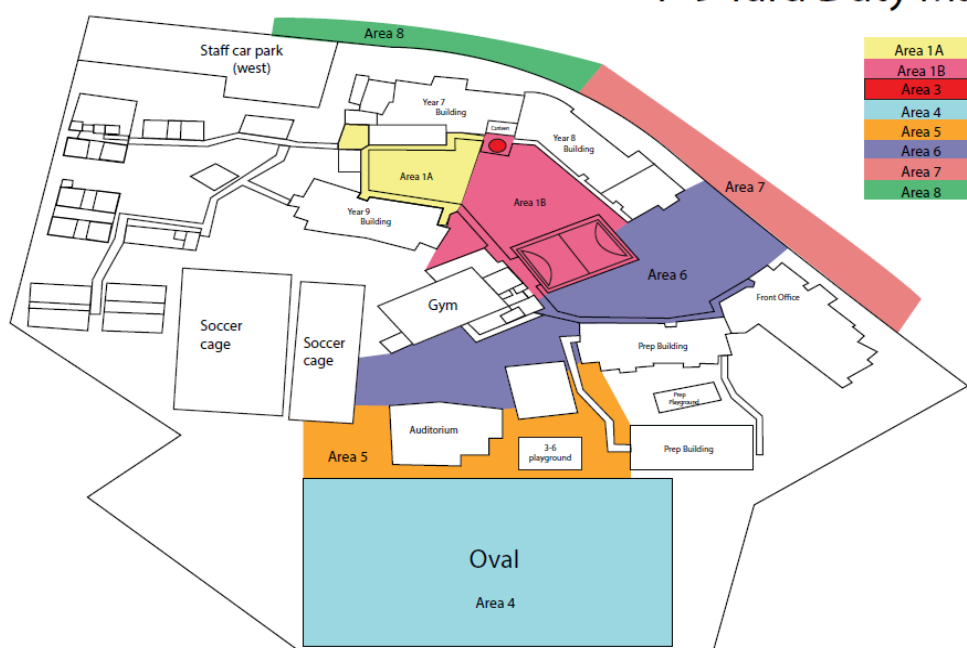 Area 8
Staff car park
(west)
Area 1A
Area 1B
Area 3
Area 4
Area 5
Area 6
Area 7
Area 8
Year 7
Building
Canteen
Year 8
Building
Area 1A
Area 7
Area 1B
Year 9
Building
Area 6
Front Office
Gym
Soccer
cage
Soccer
cage
Prep Building
Prep
Playground
Auditorium
3-6
playground
Prep Building
Area 5
Oval
Area 4